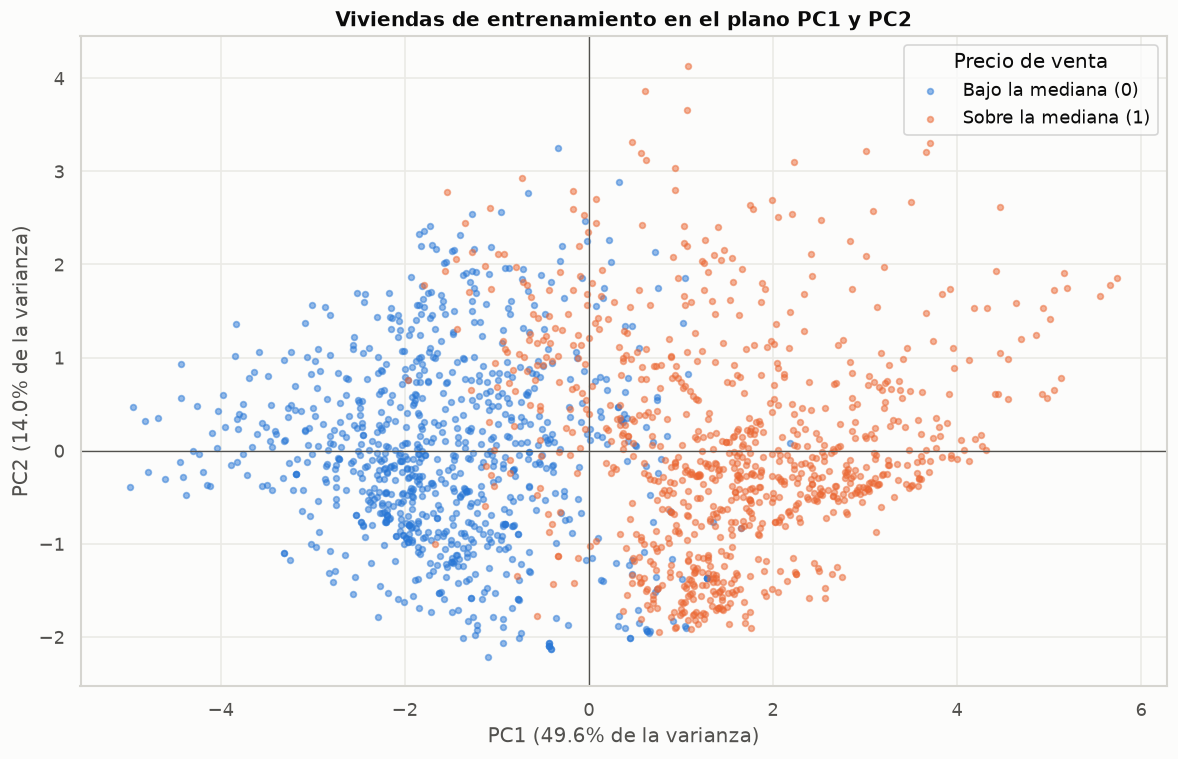 Viviendas de entrenamiento en el plano PC1 y PC2
Precio de venta
Bajo la mediana (0)
Sobre la mediana (1)
PC2 (14.0% de la varianza)
4
3
2
1
0
−1
−2
−4
−2
0
2
4
6
PC1 (49.6% de la varianza)